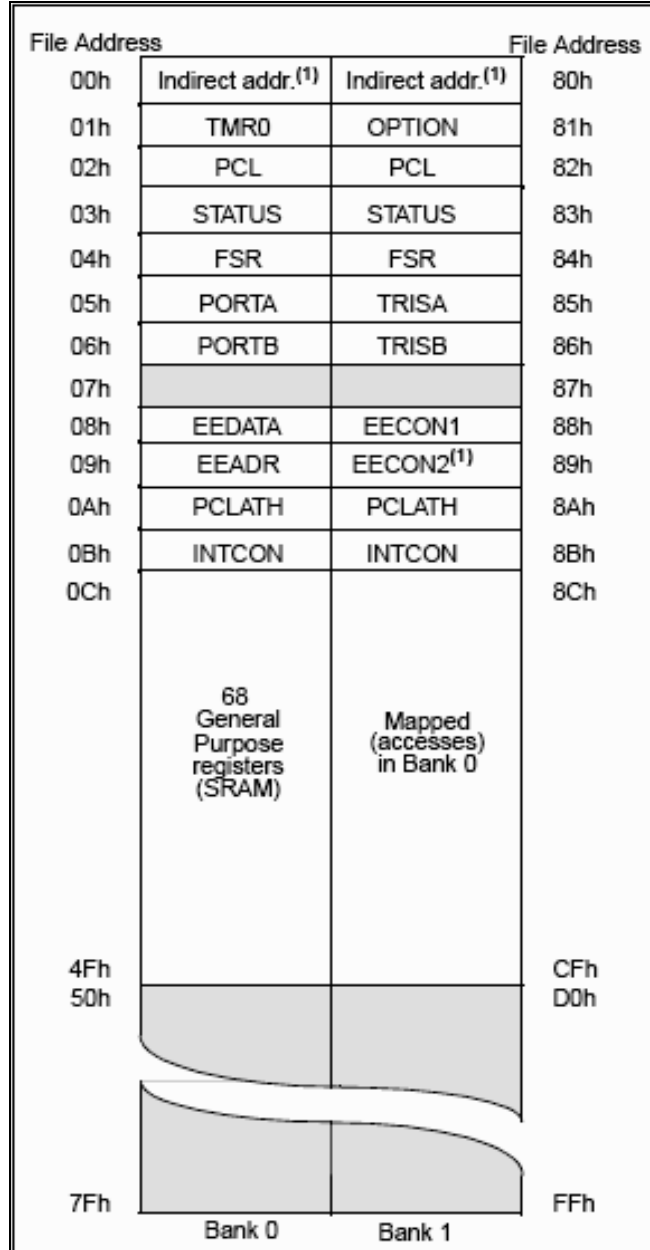 File Address File Address
00h Indirect addr.(1) Indirect addr.(1) 80h
01h TMR0 OPTION 81h
02h PCL PCL 82h
03h STATUS STATUS 83h
04h FSR FSR 84h
05h PORTA TRISA 85h
06h PORTB TRISB 86h
07h 87h
08h EEDATA EECON1 88h
09h EEADR EECON2(1) 89h
0Ah PCLATH PCLATH 8Ah
0Bh INTCON INTCON 8Bh
0Ch 8Ch
68
General
Purpose
registers
(SRAM)
Mapped
(accesses)
in Bank 0
4Fh CFh
50h D0h
7Fh FFh
Bank 0 Bank 1